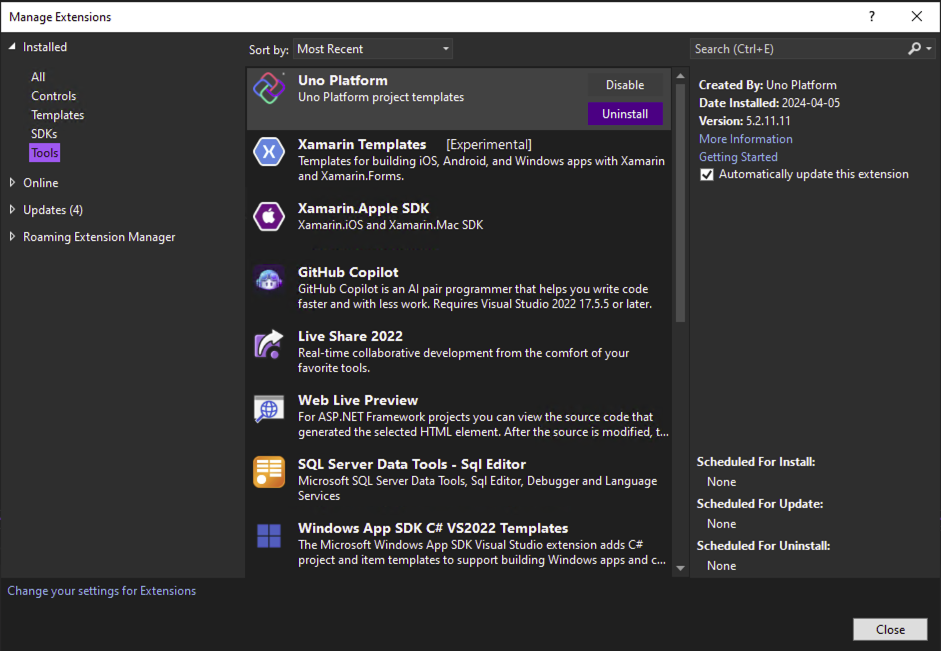 Manage Extensions
?
Installed
All
Controls
Templates
SDKs
Tools
Online
Updates (4)
Roaming Extension Manager
Sort by: Most Recent
Uno Platform
Uno Platform project templates
Disable
Uninstall
Xamarin Templates [Experimental]
Templates for building iOS, Android, and Windows apps with Xamarin
and Xamarin.Forms.
Xamarin.Apple SDK
Xamarin.iOS and Xamarin.Mac SDK
GitHub Copilot
GitHub Copilot is an AI pair programmer that helps you write code
faster and with less work. Requires Visual Studio 2022 17.5.5 or later.
Live Share 2022
Real-time collaborative development from the comfort of your
favorite tools.
Web Live Preview
For ASP.NET Framework projects you can view the source code that
generated the selected HTML element. After the source is modified, t...
SQL Server Data Tools - Sql Editor
Microsoft SQL Server Data Tools, Sql Editor, Debugger and Language
Services
Windows App SDK C# VS2022 Templates
The Microsoft Windows App SDK Visual Studio extension adds C#
project and item templates to support building Windows apps and c...
Search (Ctrl+E)
Created By: Uno Platform
Date Installed: 2024-04-05
Version: 5.2.11.11
More Information
Getting Started
Automatically update this extension
Scheduled For Install:
None
Scheduled For Update:
None
Scheduled For Uninstall:
None
Change your settings for Extensions
Close